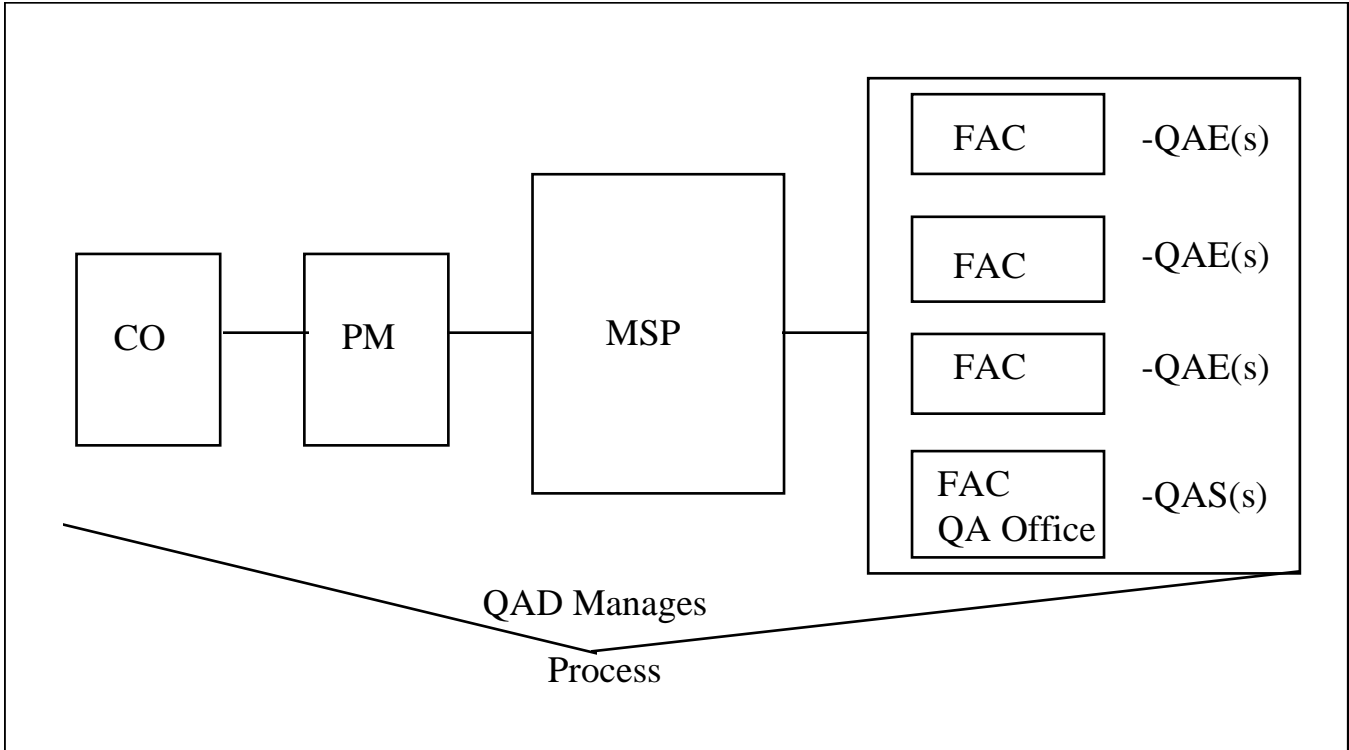 CO
PM
MSP
FAC -QAE(s)
FAC -QAE(s)
FAC -QAE(s)
FAC
QA Office
-QAS(s)
QAD Manages
Process